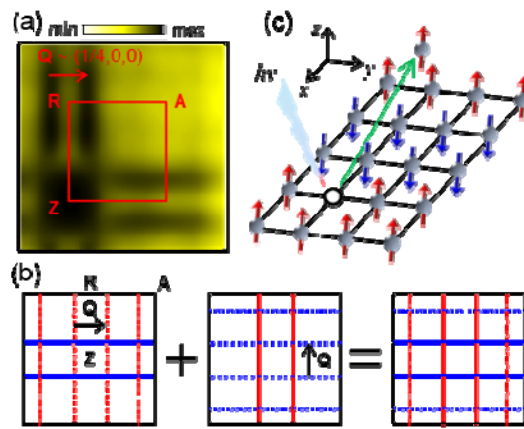 (a) min max
Q ~ (1/4,0,0)
R A
Z
(c) z
y
x
hν
(b) R A
Q
Z
+
Q
=